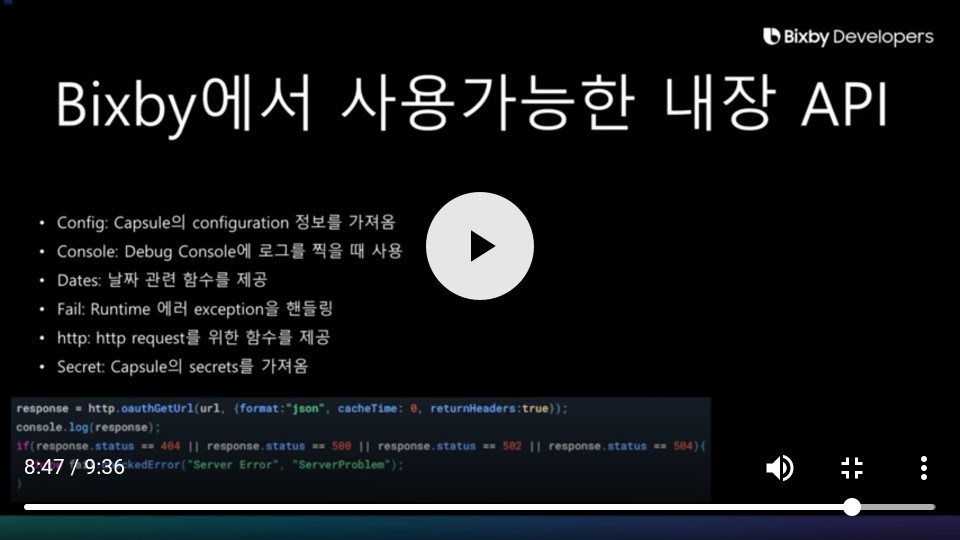 Bixby Developers
Bixby에서 사용가능한 내장 API
• Config: Capsule의 configuration 정보를 가져옴
• Console: Debug Console에 로그를 찍을 때 사용
• Dates: 날짜 관련 함수를 제공
• Fail: Runtime 에러 exception을 핸들링
• http: http request를 위한 함수를 제공
• Secret: Capsule의 secrets를 가져옴
response = http.oauthGetUrl(url, {format:"json", cacheTime: 0, returnHeaders:true});
console.log(response);
if(response.status == 404 || response.status == 500 || response.status == 502 || response.status == 504){
ckedError("Server Error", "ServerProblem");
}
8:47 / 9:36